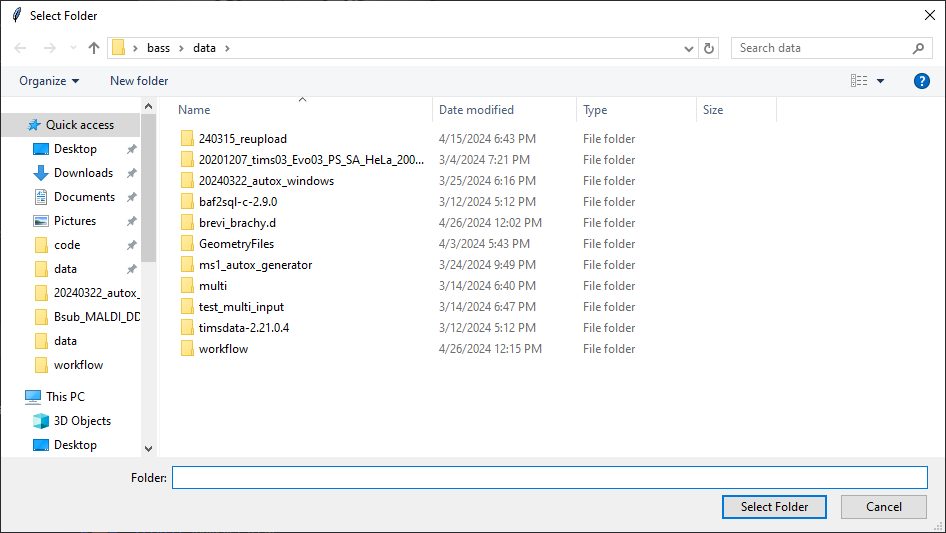 Select Folder
bass data
Search data
Organize New folder
Name Date modified Type Size
Quick access
Desktop
Downloads
Documents
Pictures
code
data
20240322_autox_
Bsub_MALDI_DD
data
workflow
This PC
3D Objects
Desktop
240315_reupload 4/15/2024 6:43 PM File folder
20201207_tims03_Evo03_PS_SA_HeLa_200... 3/4/2024 7:21 PM File folder
20240322_autox_windows 3/25/2024 6:16 PM File folder
baf2sql-c-2.9.0 3/12/2024 5:12 PM File folder
brevi_brachy.d 4/26/2024 12:02 PM File folder
GeometryFiles 4/3/2024 5:43 PM File folder
ms1_autox_generator 3/24/2024 9:49 PM File folder
multi 3/14/2024 6:40 PM File folder
test_multi_input 3/14/2024 6:47 PM File folder
timsdata-2.21.0.4 3/12/2024 5:12 PM File folder
workflow 4/26/2024 12:15 PM File folder
Folder:
Select Folder Cancel